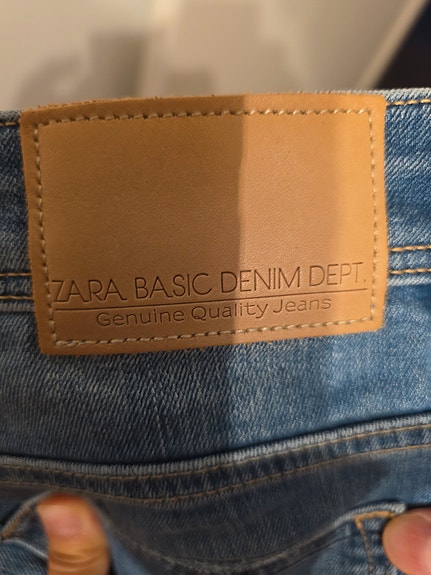 ZARA BASIC DENIM DEPT.
Genuine Quality Jeans